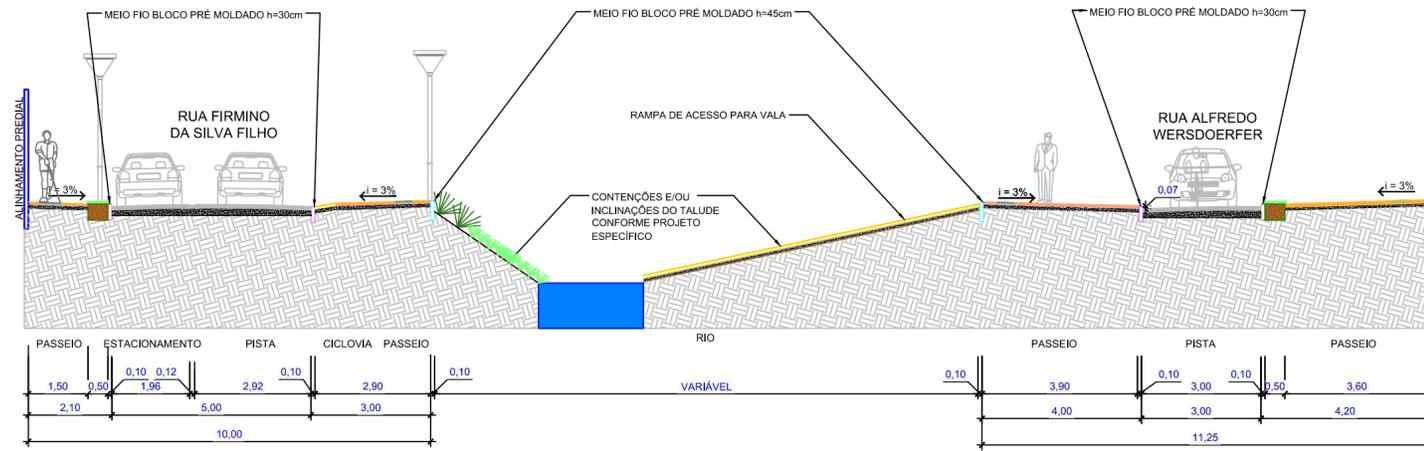 MEIO FIO BLOCO PRÉ MOLDADO h=30cm
MEIO FIO BLOCO PRÉ MOLDADO h=45cm
MEIO FIO BLOCO PRÉ MOLDADO h=30cm
ALINHAMENTO PREDIAL
RUA FIRMINO
DA SILVA FILHO
RAMPA DE ACESSO PARA VALA
RUA ALFREDO
WERSDOERFER
i = 3%
i = 3%
CONTENÇÕES E/OU
INCLINAÇÕES DO TALUDE
CONFORME PROJETO
ESPECÍFICO
i = 3%
0,07
i = 3%
RIO
PASSEIO ESTACIONAMENTO PISTA CICLOVIA PASSEIO PASSEIO PISTA PASSEIO
0,10 0,12 0,10 0,10 0,10 0,10 0,10
1,50 0,50 1,96 2,92 2,90 VARIÁVEL 3,90 3,00 0,50 3,60
2,10 5,00 3,00 4,00 3,00 4,20
10,00 11,25